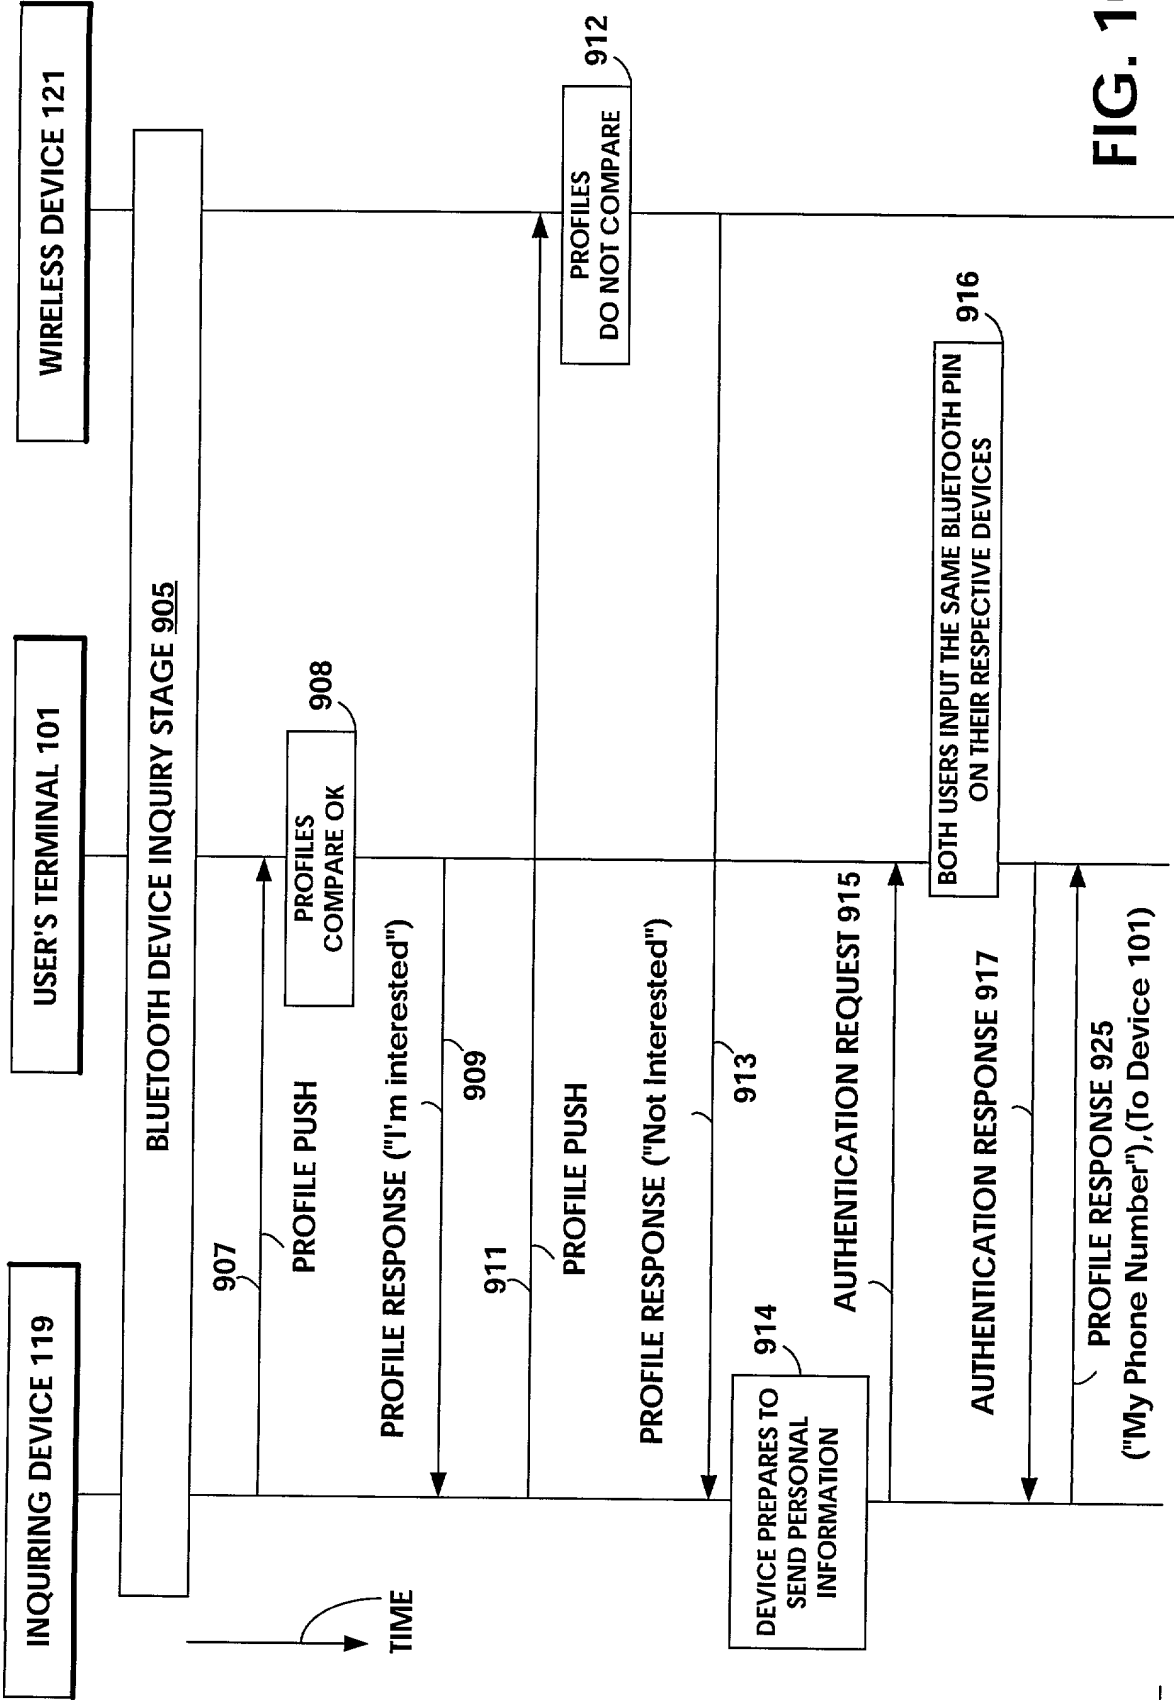 INQUIRING DEVICE 119
USER'S TERMINAL 101
WIRELESS DEVICE 121
BLUETOOTH DEVICE INQUIRY STAGE 905
TIME
907
PROFILE PUSH
PROFILES
COMPARE OK
908
PROFILE RESPONSE ("I'm interested")
909
911
PROFILE PUSH
PROFILES
DO NOT COMPARE
912
PROFILE RESPONSE ("Not Interested")
913
DEVICE PREPARES TO
SEND PERSONAL
INFORMATION
914
AUTHENTICATION REQUEST 915
BOTH USERS INPUT THE SAME BLUETOOTH PIN
ON THEIR RESPECTIVE DEVICES
916
AUTHENTICATION RESPONSE 917
PROFILE RESPONSE 925
("My Phone Number"),(To Device 101)
FIG.